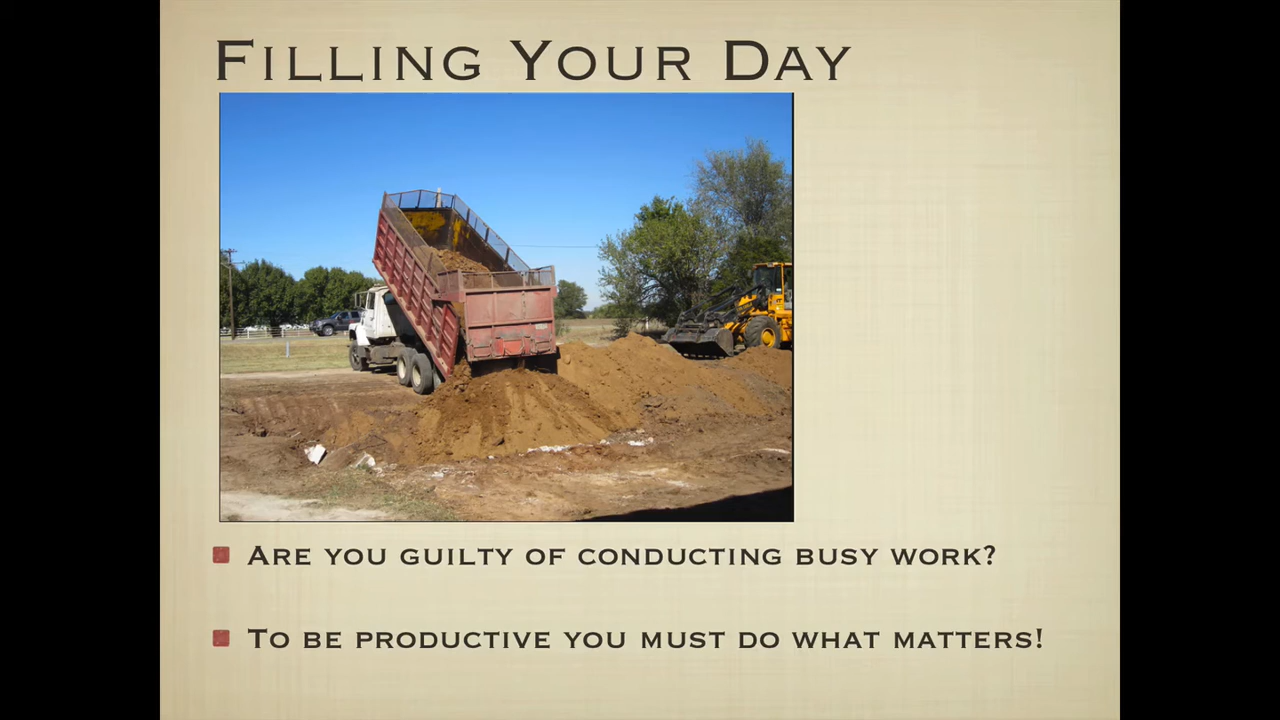 Filling Your Day
Are you guilty of conducting busy work?
To be productive you must do what matters!